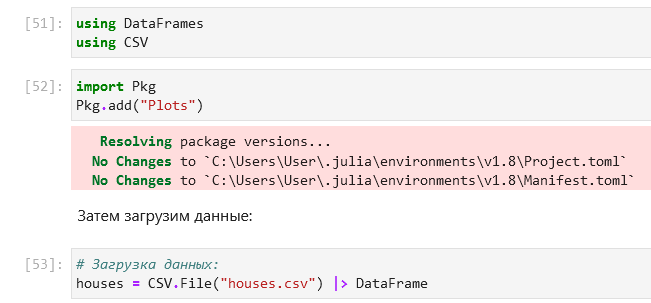 [51]: using DataFrames
using CSV
[52]: import Pkg
Pkg.add("Plots")
Resolving package versions...
No Changes to `C:\Users\User\.julia\environments\v1.8\Project.toml`
No Changes to `C:\Users\User\.julia\environments\v1.8\Manifest.toml`
Затем загрузим данные:
[53]: # Загрузка данных:
houses = CSV.File("houses.csv") |> DataFrame